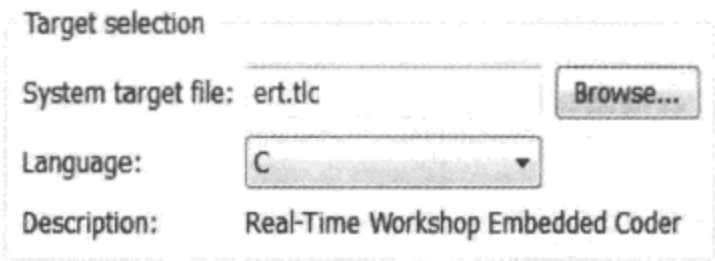 Target selection
System target file: ert.tlc Browse...
Language: C
Description: Real-Time Workshop Embedded Coder